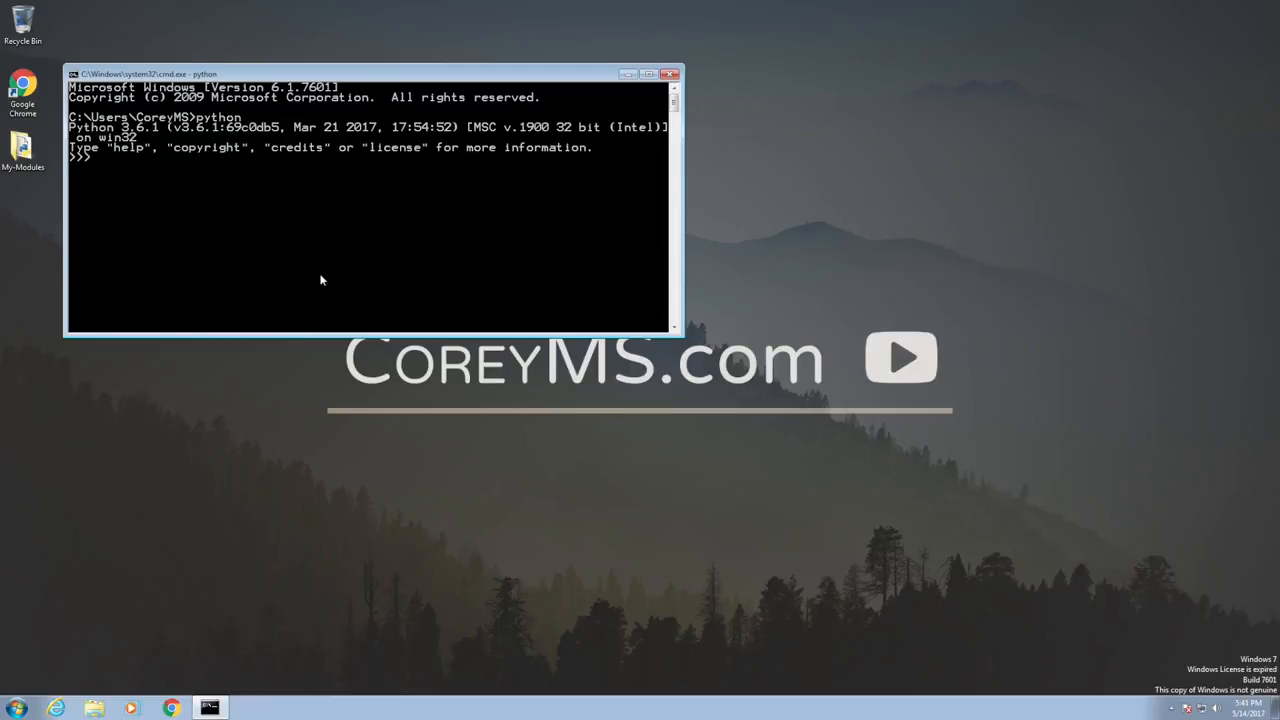 Recycle Bin
Google
Chrome
My-Modules
C:\Windows\system32\cmd.exe - python
Microsoft Windows [Version 6.1.7601]
Copyright (c) 2009 Microsoft Corporation.  All rights reserved.
C:\Users\CoreyMS>python
Python 3.6.1 (v3.6.1:69c0db5, Mar 21 2017, 17:54:52) [MSC v.1900 32 bit (Intel)]
on win32
Type "help", "copyright", "credits" or "license" for more information.
>>>
COREYMS.com
Windows 7
Windows License is expired
Build 7601
This copy of Windows is not genuine
5:43 PM
5/14/2017